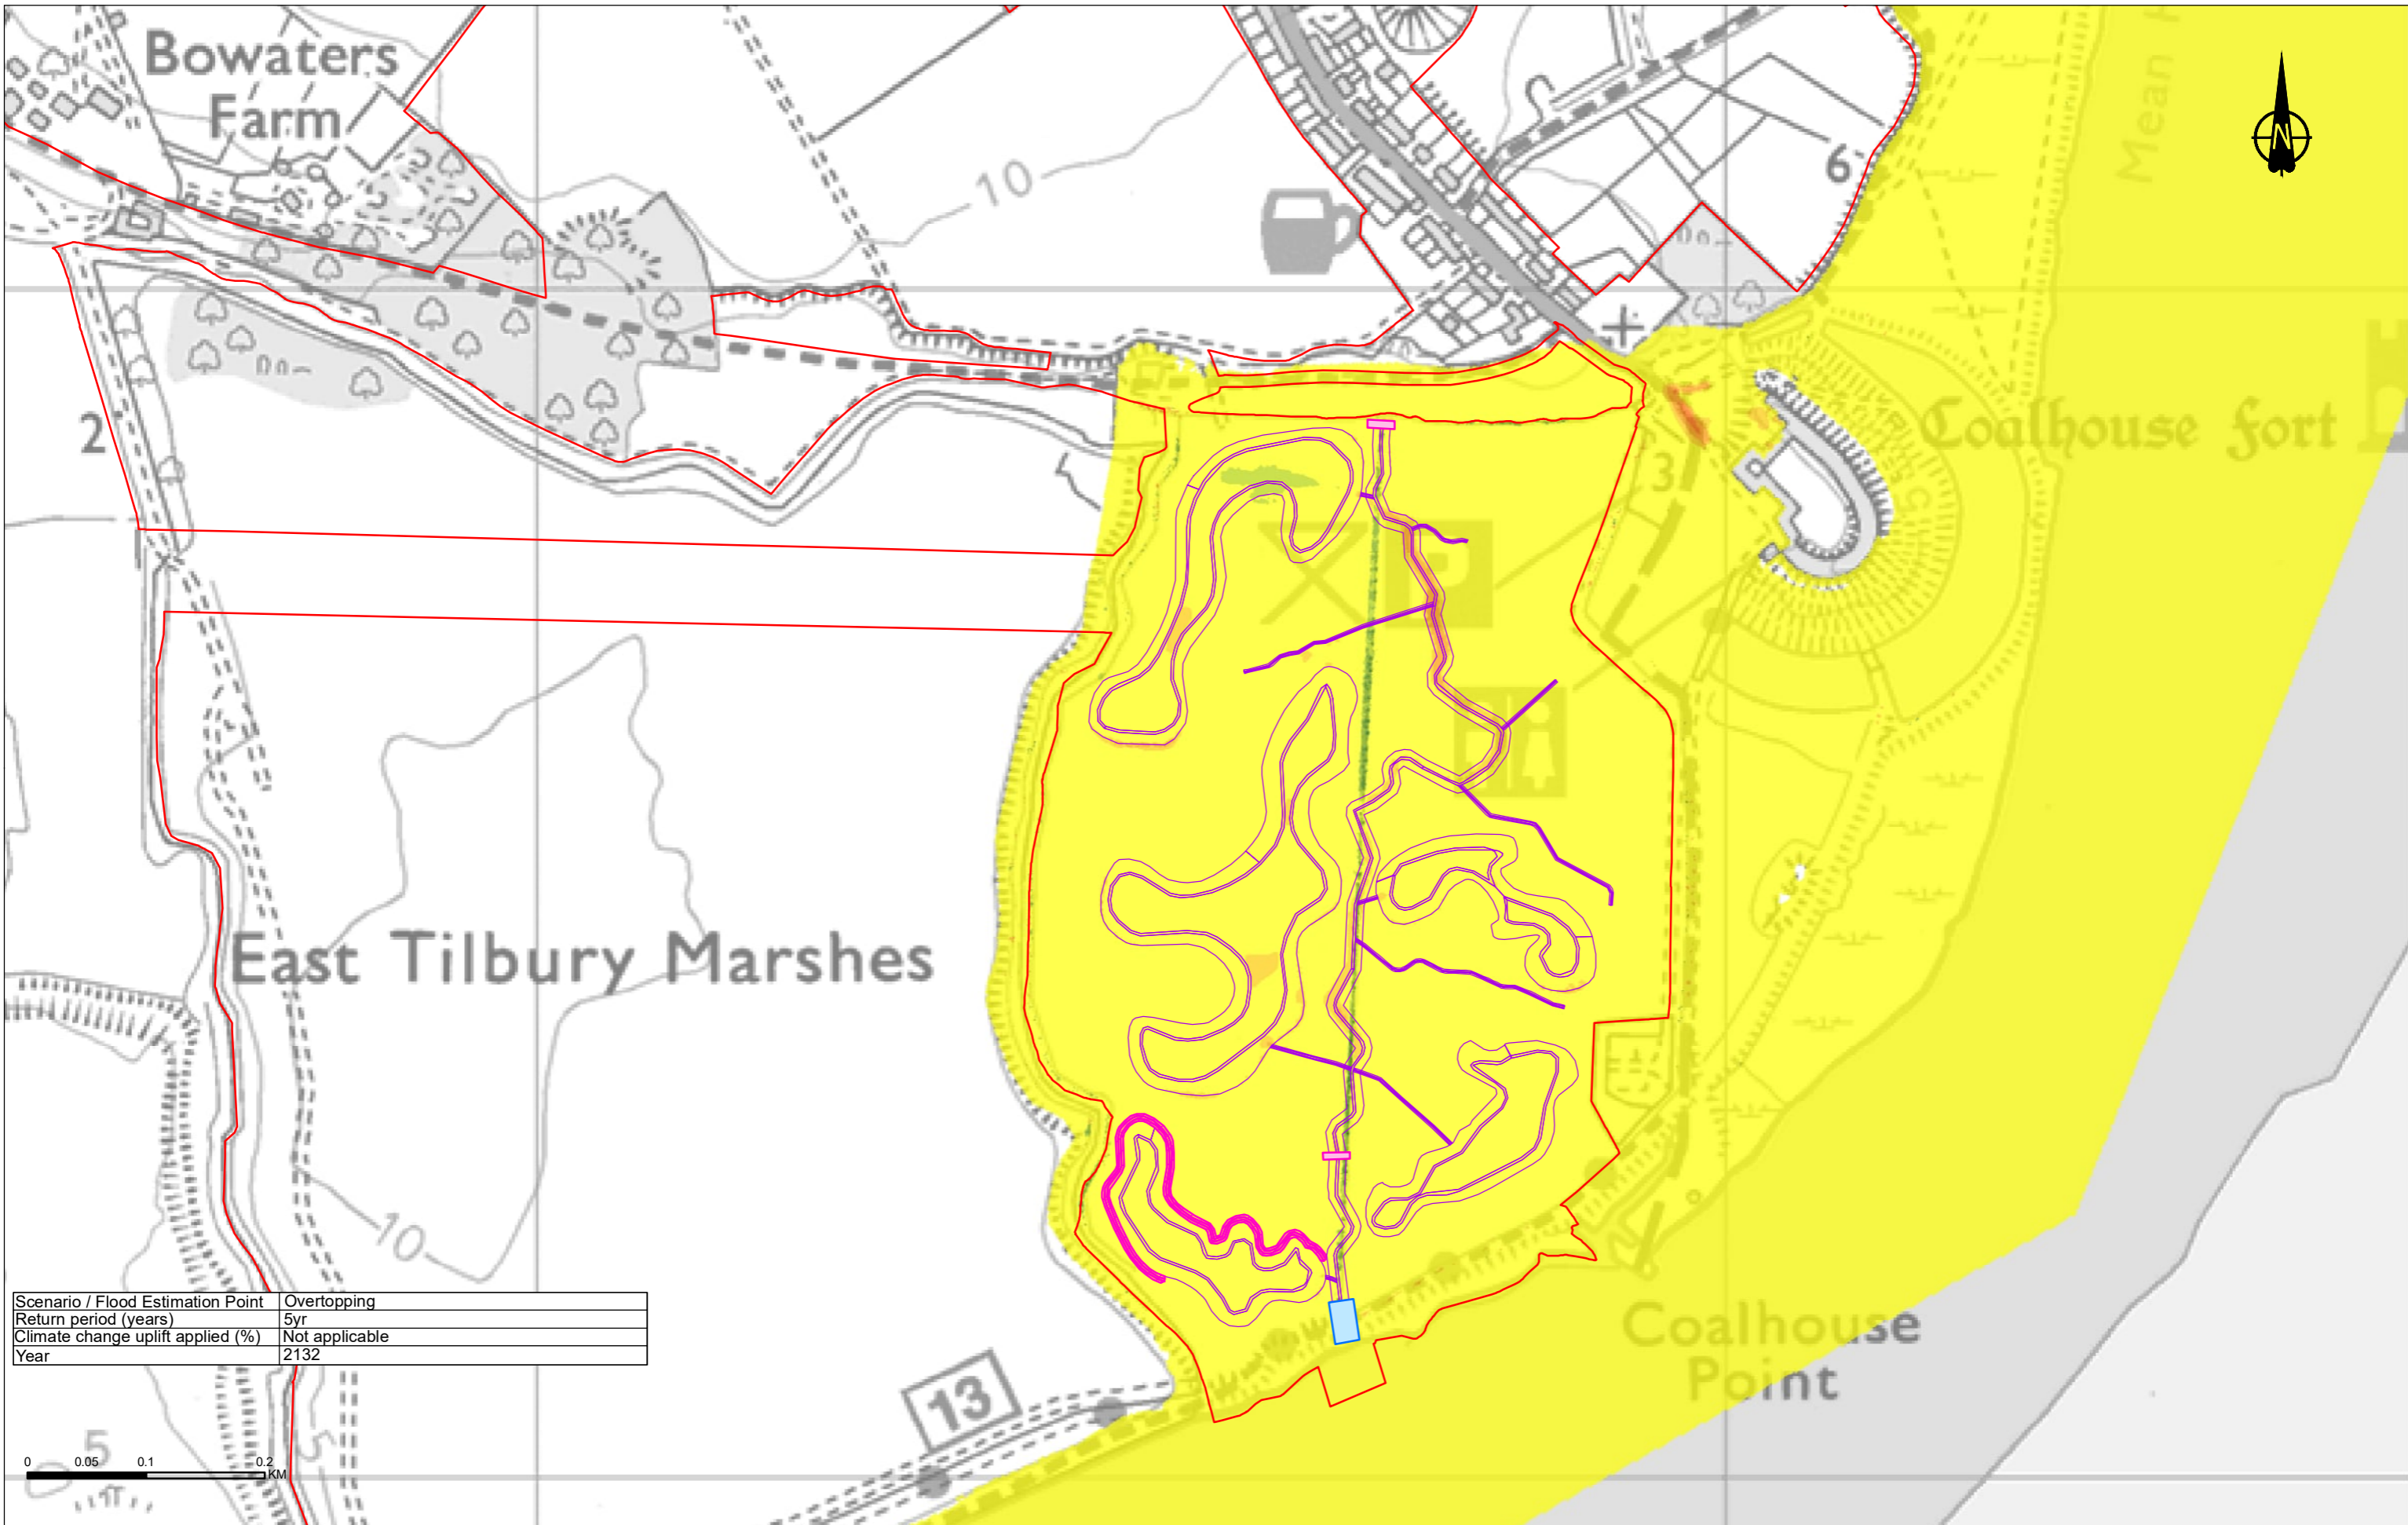 Bowaters
Farm
10
6
N
Mean H
2
Coalhouse Fort
3
P
East Tilbury Marshes
10
Scenario / Flood Estimation Point Overtopping
Return period (years) 5yr
Climate change uplift applied (%) Not applicable
Year 2132
Coalhouse
Point
13
5
0 0.05 0.1 0.2
KM